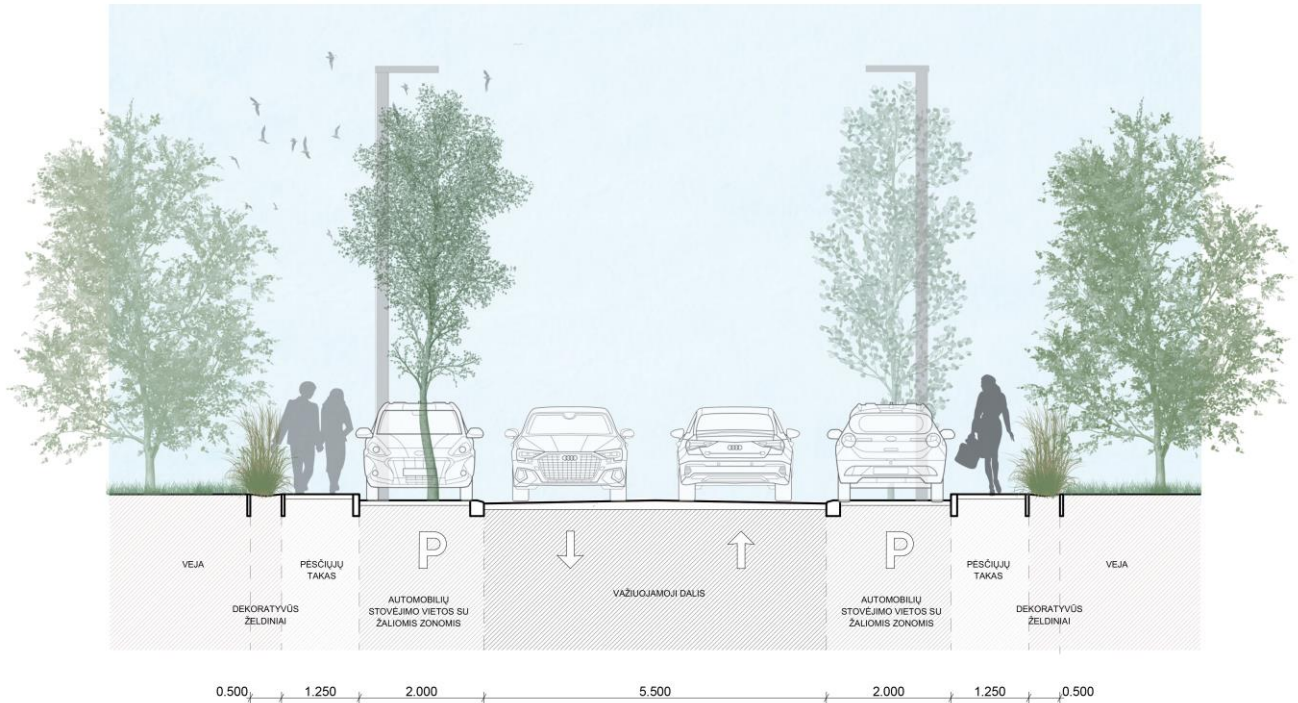 P
P
VEJA
PĖSČIŲJŲ
TAKAS
AUTOMOBILIŲ
STOVĖJIMO VIETOS SU
ŽALIOMIS ZONOMIS
VAŽIUOJAMOJI DALIS
AUTOMOBILIŲ
STOVĖJIMO VIETOS SU
ŽALIOMIS ZONOMIS
PĖSČIŲJŲ
TAKAS
VEJA
DEKORATYVŪS
ŽELDINIAI
DEKORATYVŪS
ŽELDINIAI
0.500 1.250 2.000 5.500 2.000 1.250 0.500